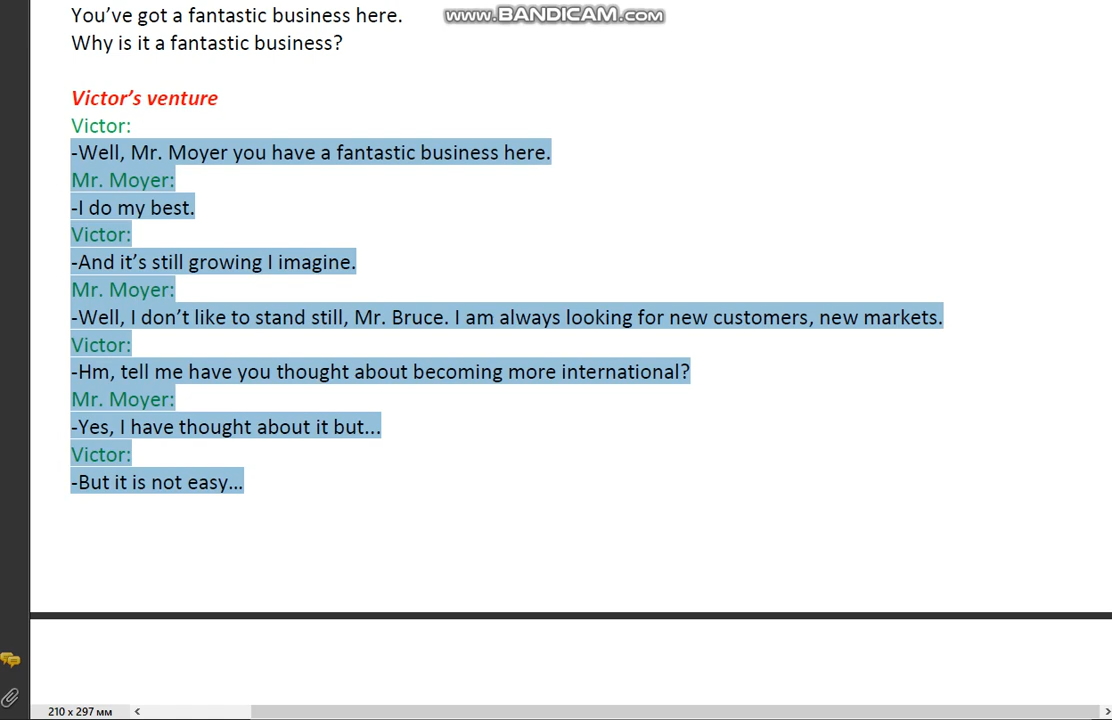 You’ve got a fantastic business here.
www.BANDICAM.com
Why is it a fantastic business?
Victor’s venture
Victor:
-Well, Mr. Moyer you have a fantastic business here.
Mr. Moyer:
-I do my best.
Victor:
-And it’s still growing I imagine.
Mr. Moyer:
-Well, I don’t like to stand still, Mr. Bruce. I am always looking for new customers, new markets.
Victor:
-Hm, tell me have you thought about becoming more international?
Mr. Moyer:
-Yes, I have thought about it but...
Victor:
-But it is not easy...
210 x 297 мм